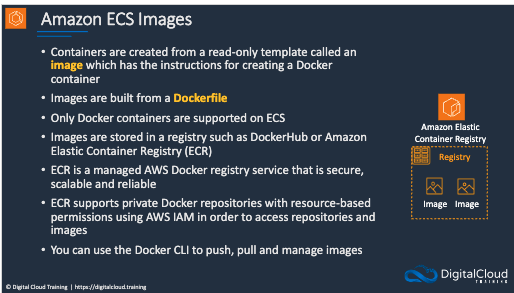 Amazon ECS Images
• Containers are created from a read-only template called an
image which has the instructions for creating a Docker
container
• Images are built from a Dockerfile
• Only Docker containers are supported on ECS
• Images are stored in a registry such as DockerHub or Amazon
Elastic Container Registry (ECR)
• ECR is a managed AWS Docker registry service that is secure,
scalable and reliable
• ECR supports private Docker repositories with resource-based
permissions using AWS IAM in order to access repositories and
images
• You can use the Docker CLI to push, pull and manage images
Amazon Elastic
Container Registry
Registry
Image Image
© Digital Cloud Training | https://digitalcloud.training
DigitalCloud
TRAINING